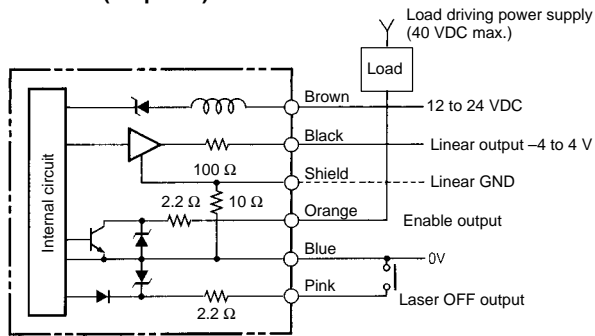 Load driving power supply
(40 VDC max.)
Load
Brown
12 to 24 VDC
Black
Linear output –4 to 4 V
100 Ω
Shield
Linear GND
2.2 Ω
10 Ω
Orange
Enable output
Internal circuit
Blue
0V
Pink
Laser OFF output
2.2 Ω